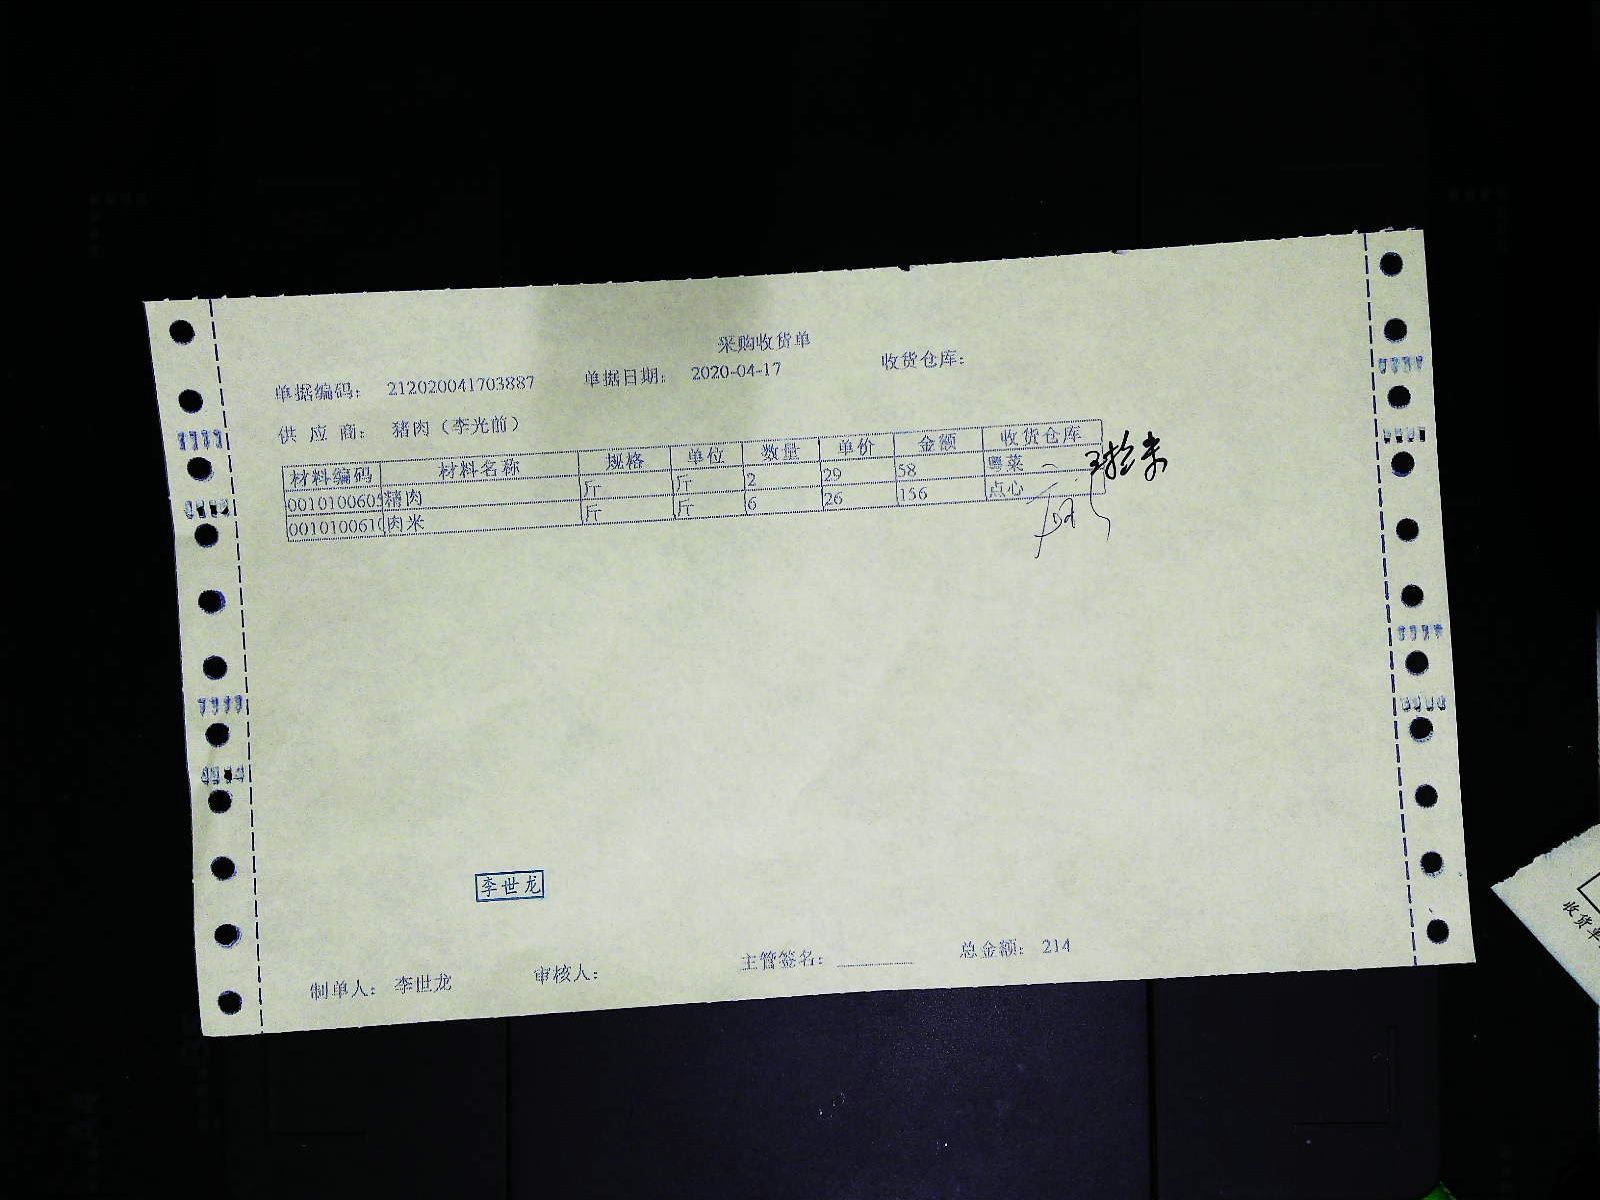 采购收货单
单据编码： 212020041703887 单据日期： 2020-04-17 收货仓库：
供 应 商： 猪肉（李光前）
材料编码 材料名称 规格 单位 数量 单价 金额 收货仓库
0010100605 精肉 斤 斤 2 29 58 粤菜
0010100610 肉米 斤 斤 6 26 156 点心
李世龙
制单人： 李世龙 审核人： 主管签名： 总金额： 214
收货单